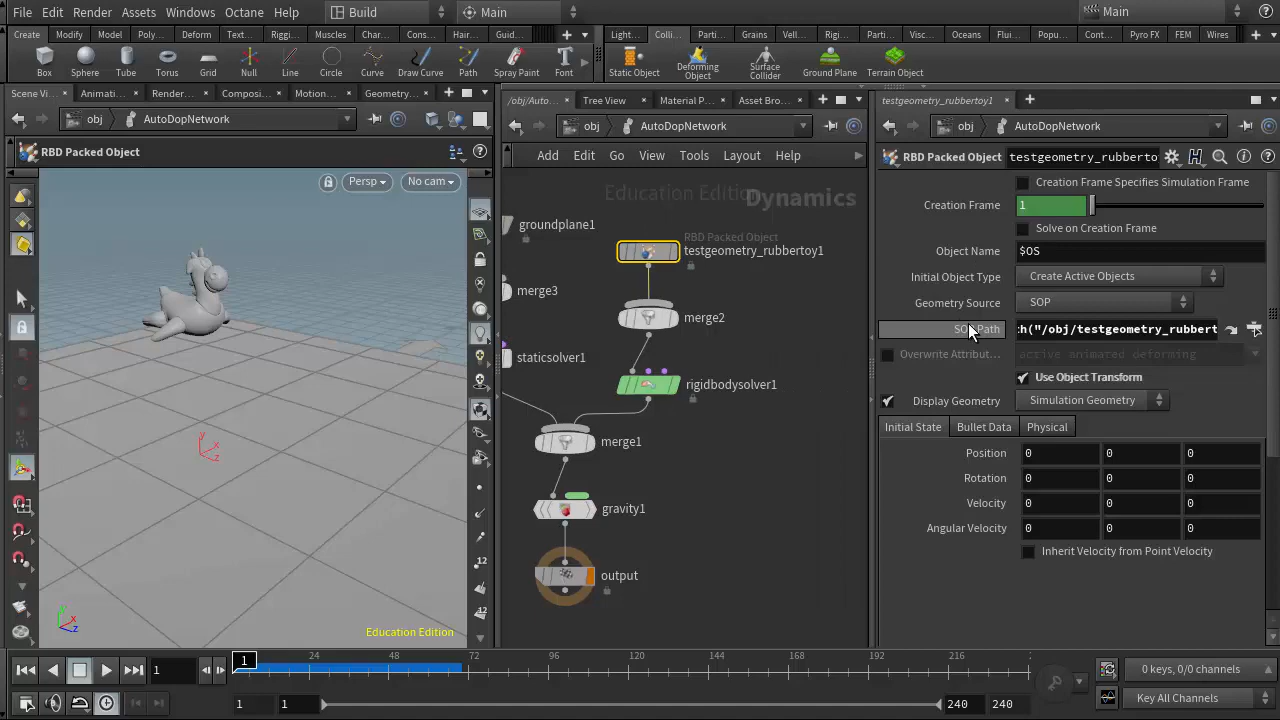 File Edit Render Assets Windows Octane Help Build Main Main
Create Modify Model Poly... Deform Text... Riggi... Muscles Char... Cons... Hair... Guid...
Light... Colli... Parti... Grains Vell... Rigi... Parti... Visc... Oceans Flui... Popu... Cont... Pyro FX FEM Wires
Box Sphere Tube Torus Grid Null Line Circle Curve Draw Curve Path Spray Paint Font
Static Object Deforming Object Surface Collider Ground Plane Terrain Object
Scene Vi... Animati... Render... Composi... Motion... Geometry...
/obj/Auto... Tree View Material P... Asset Bro...
testgeometry_rubbertoy1
obj AutoDopNetwork
obj AutoDopNetwork
obj AutoDopNetwork
RBD Packed Object
Persp
No cam
Education Edition
Add Edit Go View Tools Layout Help
Education Edition
Dynamics
groundplane1
RBD Packed Object
testgeometry_rubbertoy1
merge3
merge2
staticsolver1
rigidbodysolver1
merge1
gravity1
output
RBD Packed Object testgeometry_rubberto
Creation Frame Specifies Simulation Frame
Creation Frame 1
Solve on Creation Frame
Object Name $OS
Initial Object Type Create Active Objects
Geometry Source SOP
SOP Path :h("/obj/testgeometry_rubbert
Overwrite Attribut... active animated deforming
Use Object Transform
Display Geometry Simulation Geometry
Initial State Bullet Data Physical
Position 0 0 0
Rotation 0 0 0
Velocity 0 0 0
Angular Velocity 0 0 0
Inherit Velocity from Point Velocity
12
12
1 1 24 48 72 96 120 144 168 192 216
0 keys, 0/0 channels
1 1 240 240
Key All Channels